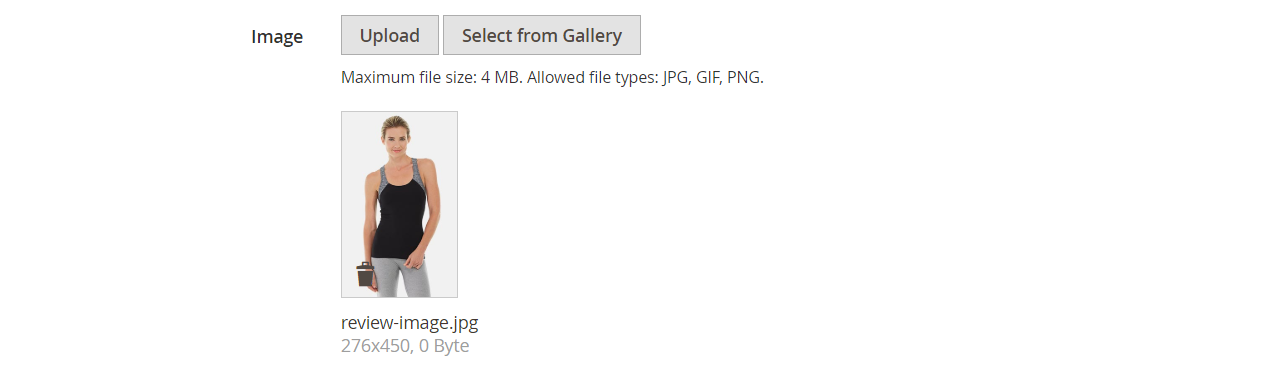 Image Upload Select from Gallery
Maximum file size: 4 MB. Allowed file types: JPG, GIF, PNG.
review-image.jpg
276x450, 0 Byte